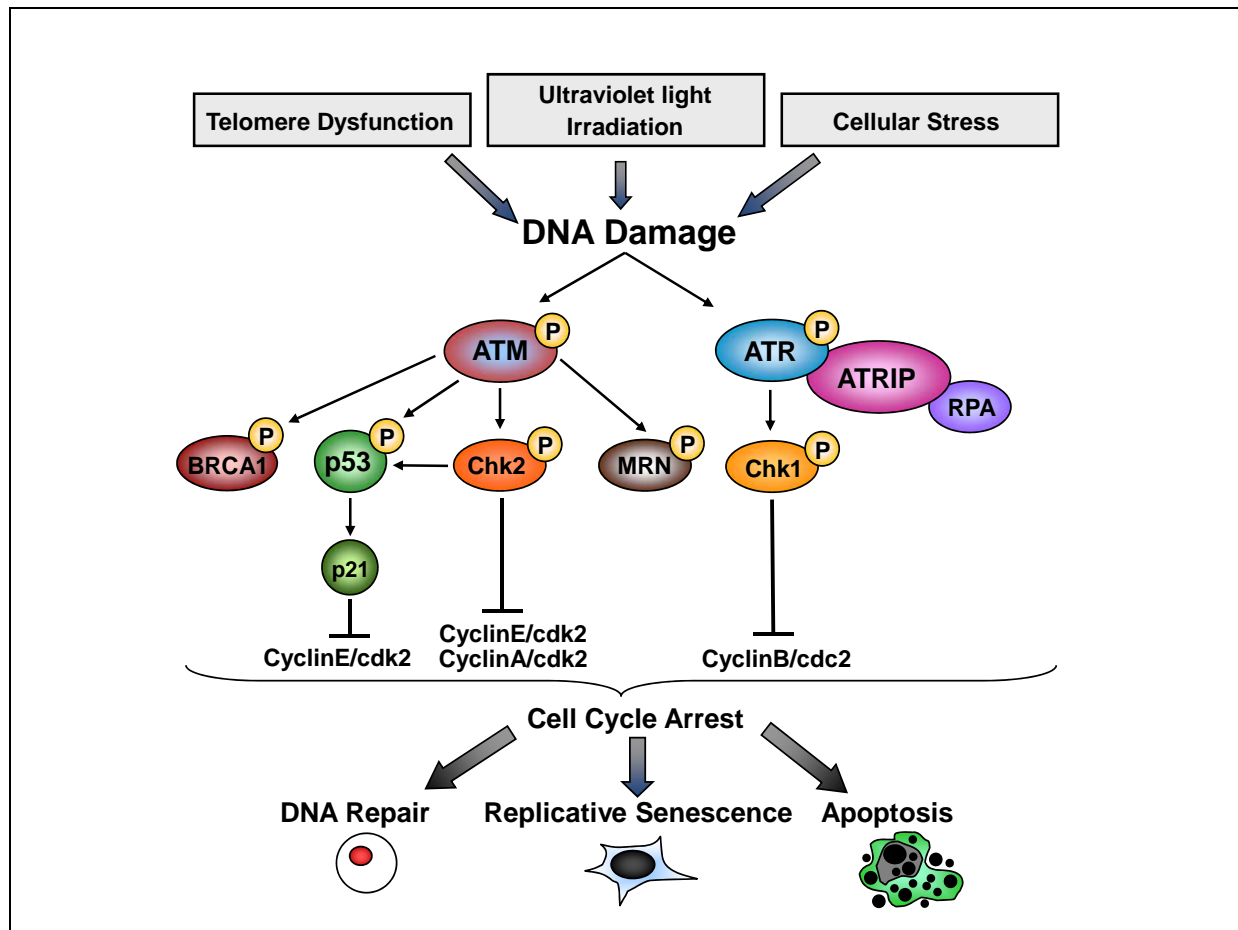 Telomere Dysfunction
Ultraviolet light
Irradiation
Cellular Stress
DNA Damage
P
ATM
P
ATR
ATRIP
RPA
P
BRCA1
P
p53
P
Chk2
P
MRN
P
Chk1
p21
CyclinE/cdk2
CyclinE/cdk2
CyclinA/cdk2
CyclinB/cdc2
Cell Cycle Arrest
DNA Repair
Replicative Senescence
Apoptosis